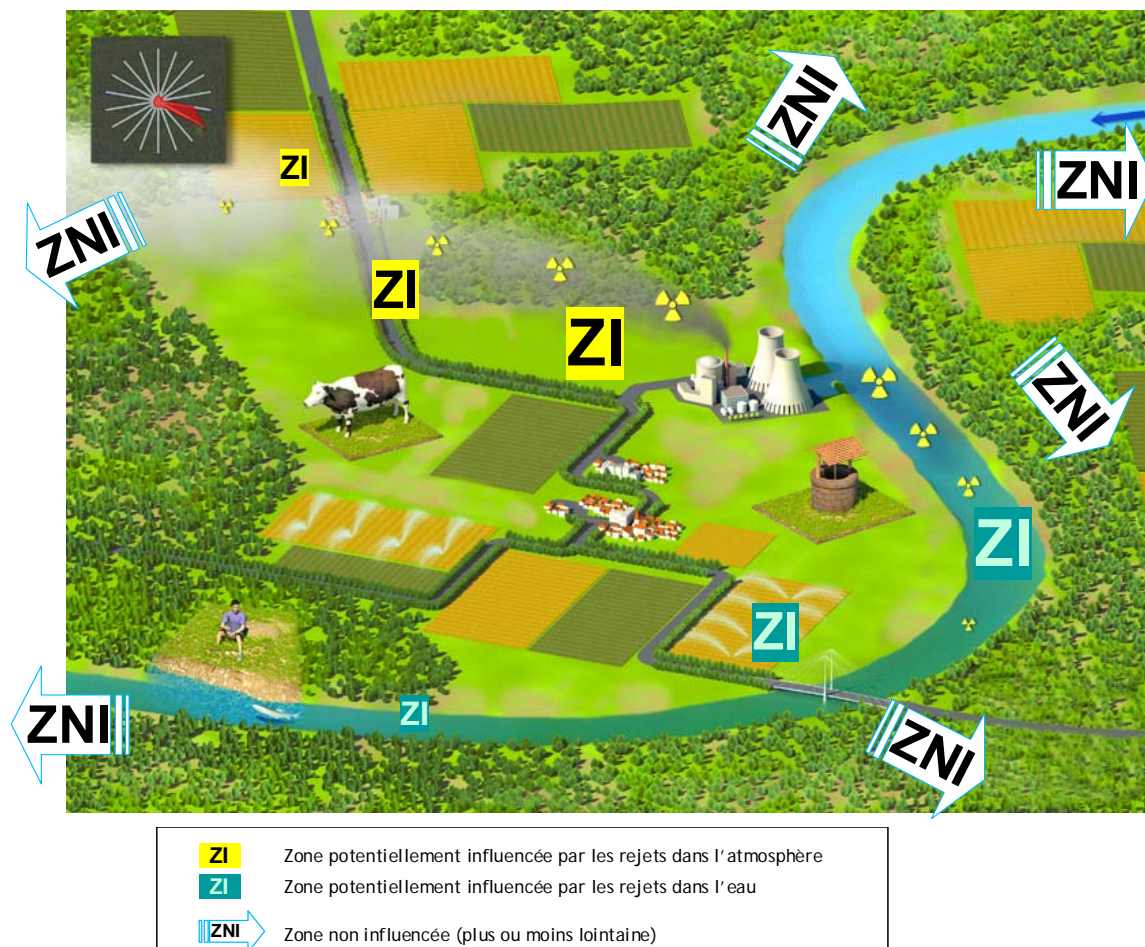 ZNI
ZNI
ZI
ZNI
ZI
ZI
ZNI
ZI
ZI
ZI
ZNI
ZNI
ZI Zone potentiellement influencée par les rejets dans l'atmosphère
ZI Zone potentiellement influencée par les rejets dans l'eau
ZNI Zone non influencée (plus ou moins lointaine)